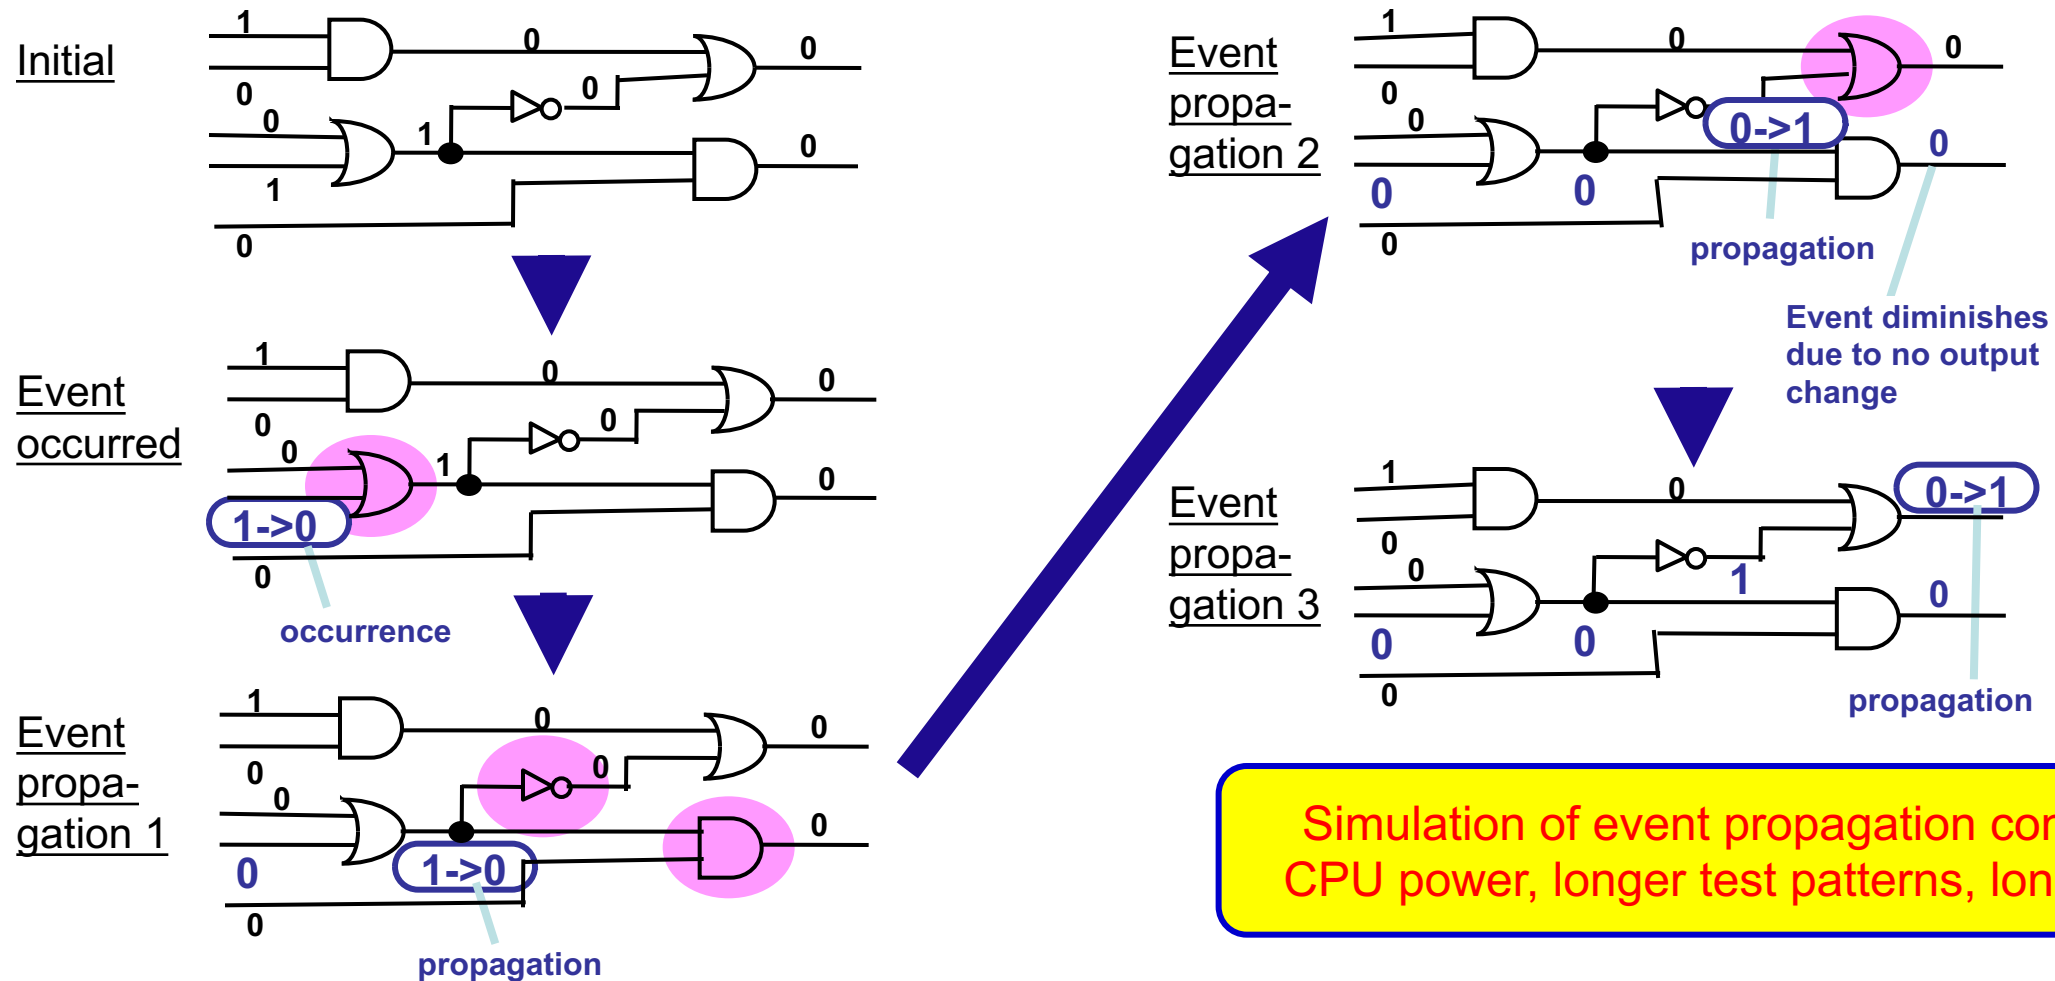 Initial
1
0
0
0
0
0
1
1
0
0
Event
occurred
1
0
0
0
0
0
1
0
1->0
0
occurrence
Event
propa-
gation 1
1
0
0
0
0
0
0
0
1->0
0
propagation
Event
propa-
gation 2
1
0
0
0
0
0->1
0
0
0
0
propagation
Event diminishes
due to no output
change
Event
propa-
gation 3
1
0
0->1
0
0
1
0
0
0
0
propagation
Simulation of event propagation
CPU power, longer test patterns,